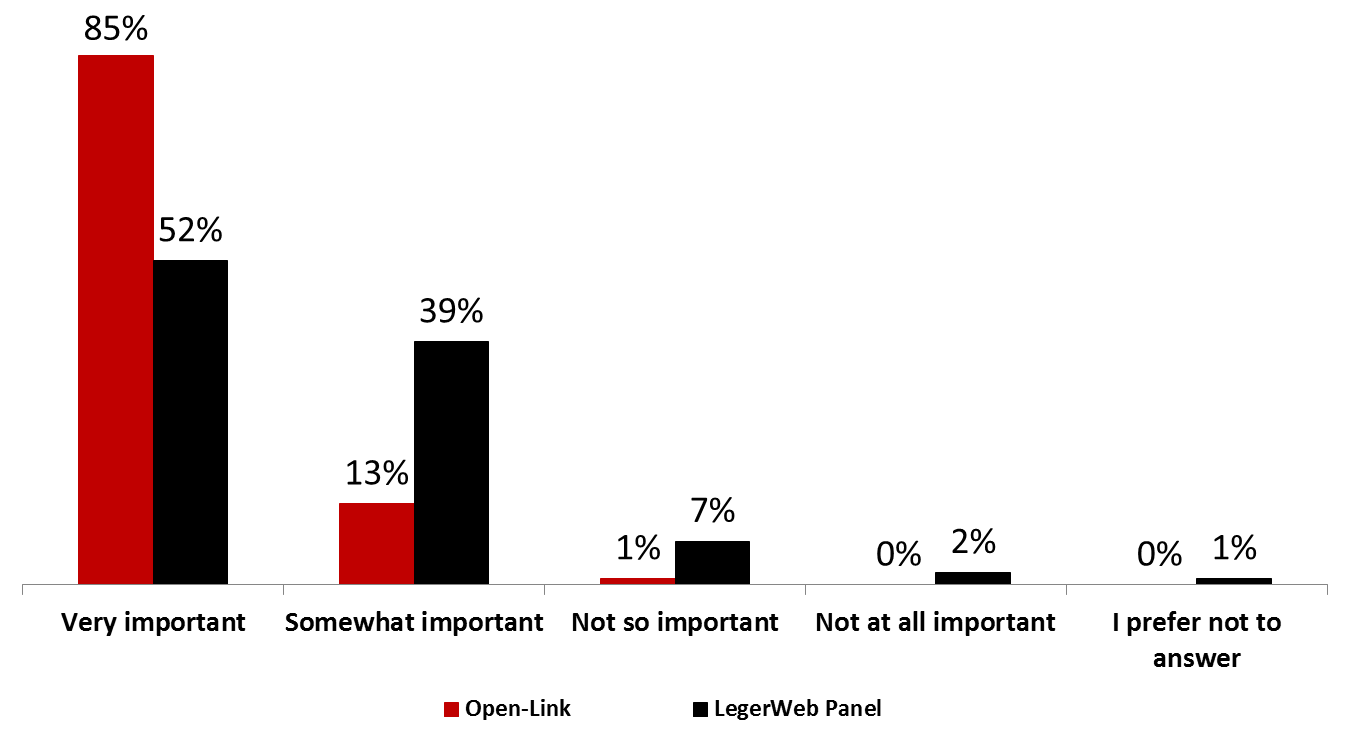 85%
52%
39%
13%
7%
1%
2%
0%
0%
1%
Very important
Somewhat important
Not so important
Not at all important
I prefer not to
answer
Open-Link
LegerWeb Panel